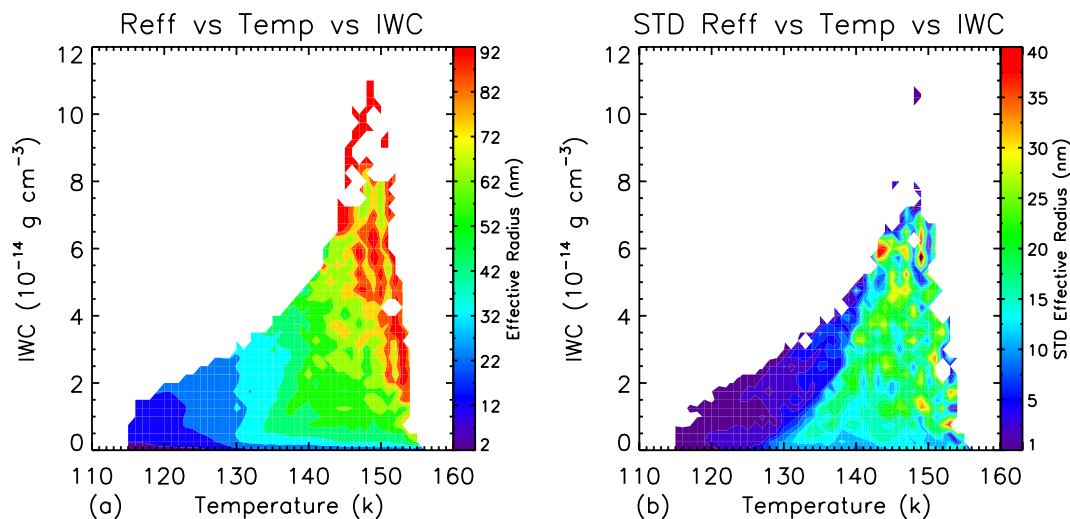 Reff vs Temp vs IWC
12
10
8
6
4
2
0
IWC (10⁻¹⁴ g cm⁻³)
110 120 130 140 150 160
(a)
Temperature (k)
92
82
72
62
52
42
32
22
12
2
Effective Radius (nm)
STD Reff vs Temp vs IWC
12
10
8
6
4
2
0
IWC (10⁻¹⁴ g cm⁻³)
110 120 130 140 150 160
(b)
Temperature (k)
40
35
30
25
20
15
10
5
1
STD Effective Radius (nm)